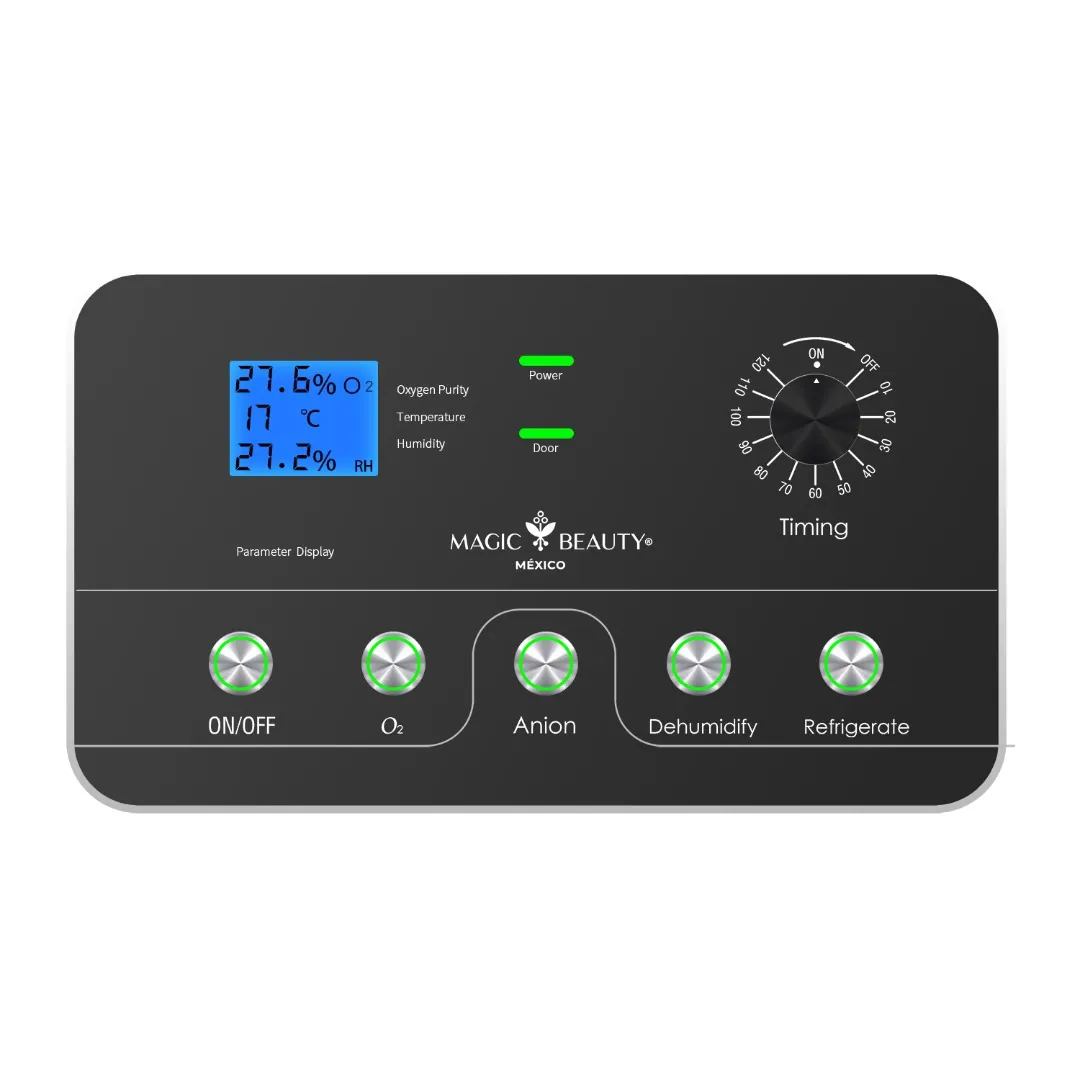 27.6% O2
17 °C
27.2% RH
Oxygen Purity
Temperature
Humidity
Parameter Display
Power
Door
MAGIC BEAUTY®
MÉXICO
ON
OFF
10
20
30
40
50
60
70
80
90
100
110
120
Timing
ON/OFF
O2
Anion
Dehumidify
Refrigerate